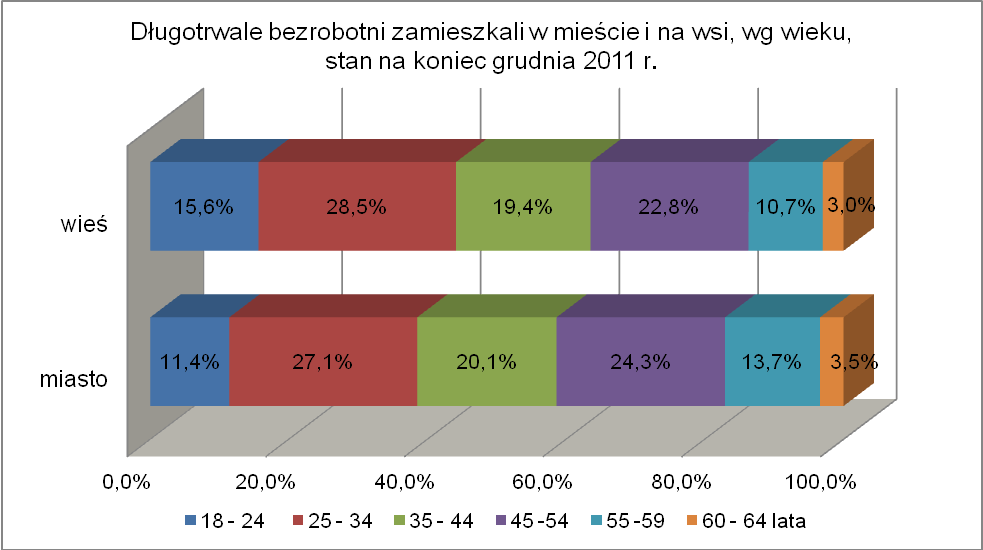 Długotrwale bezrobotni zamieszkali w mieście i na wsi, wg wieku,
stan na koniec grudnia 2011 r.
wieś
15,6% 28,5% 19,4% 22,8% 10,7% 3,0%
miasto
11,4% 27,1% 20,1% 24,3% 13,7% 3,5%
0,0% 20,0% 40,0% 60,0% 80,0% 100,0%
18 - 24 25 - 34 35 - 44 45 -54 55 -59 60 - 64 lata